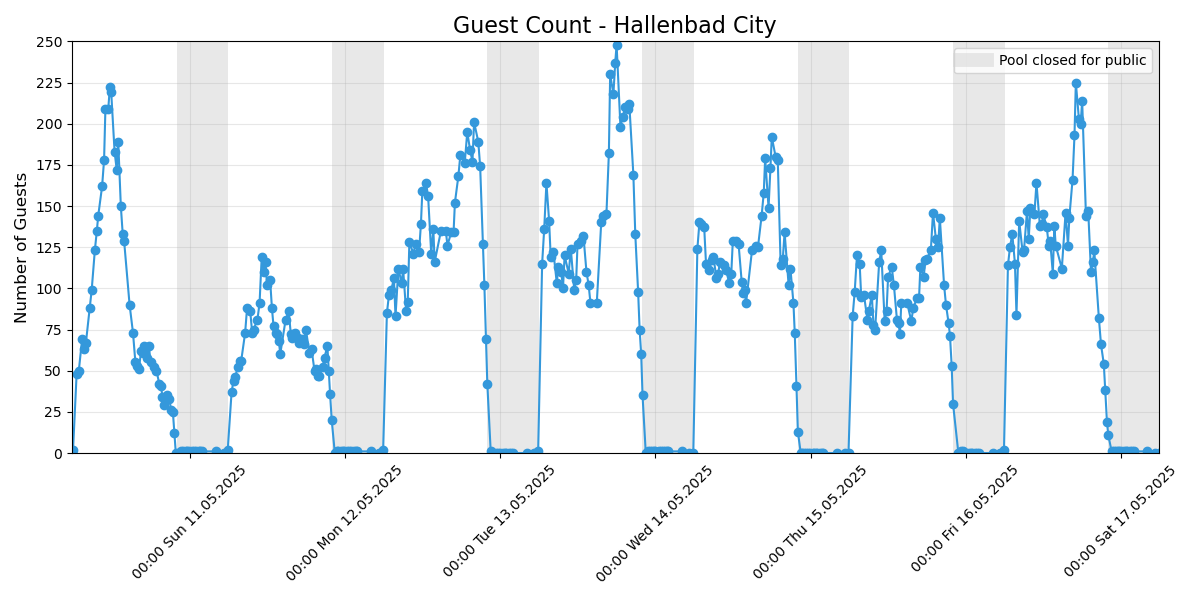 Guest Count - Hallenbad City
Pool closed for public
Number of Guests
250
225
200
175
150
125
100
75
50
25
0
00:00 Sun 11.05.2025
00:00 Mon 12.05.2025
00:00 Tue 13.05.2025
00:00 Wed 14.05.2025
00:00 Thu 15.05.2025
00:00 Fri 16.05.2025
00:00 Sat 17.05.2025